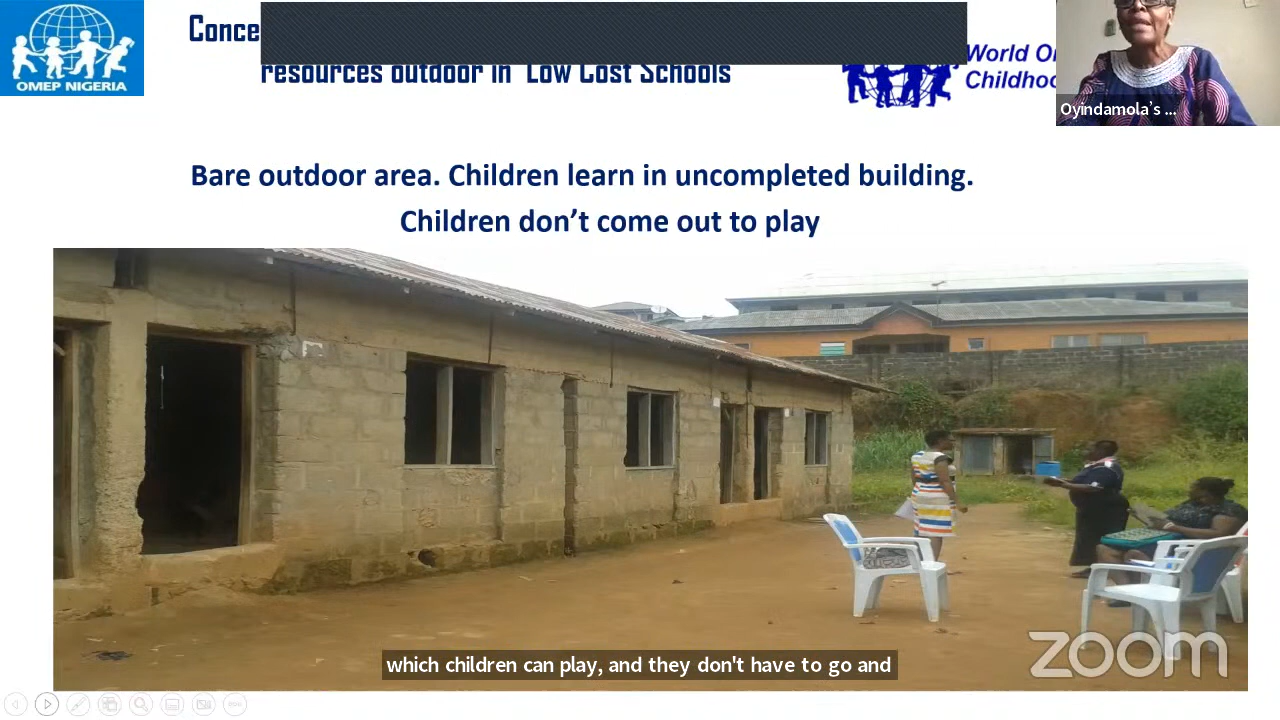 OMEP NIGERIA
Conce
resources outdoor in Low Cost Schools
World Or
Childhoo
Oyindamola's ...
Bare outdoor area. Children learn in uncompleted building.
Children don't come out to play
which children can play, and they don't have to go and
zoom